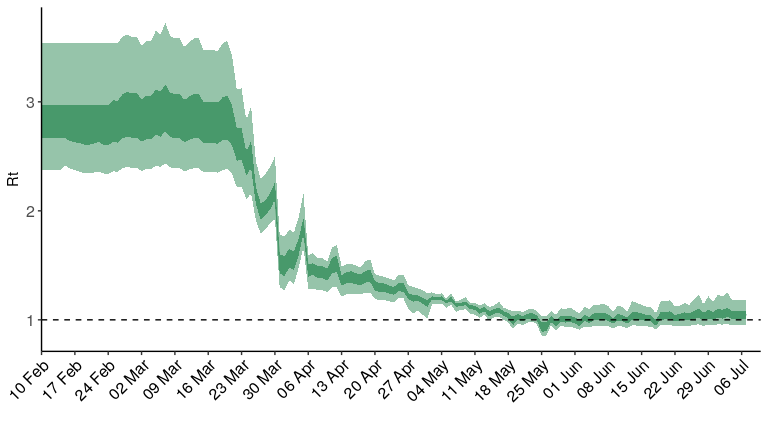 Rt
3
2
1
10 Feb
17 Feb
24 Feb
02 Mar
09 Mar
16 Mar
23 Mar
30 Mar
06 Apr
13 Apr
20 Apr
27 Apr
04 May
11 May
18 May
25 May
01 Jun
08 Jun
15 Jun
22 Jun
29 Jun
06 Jul